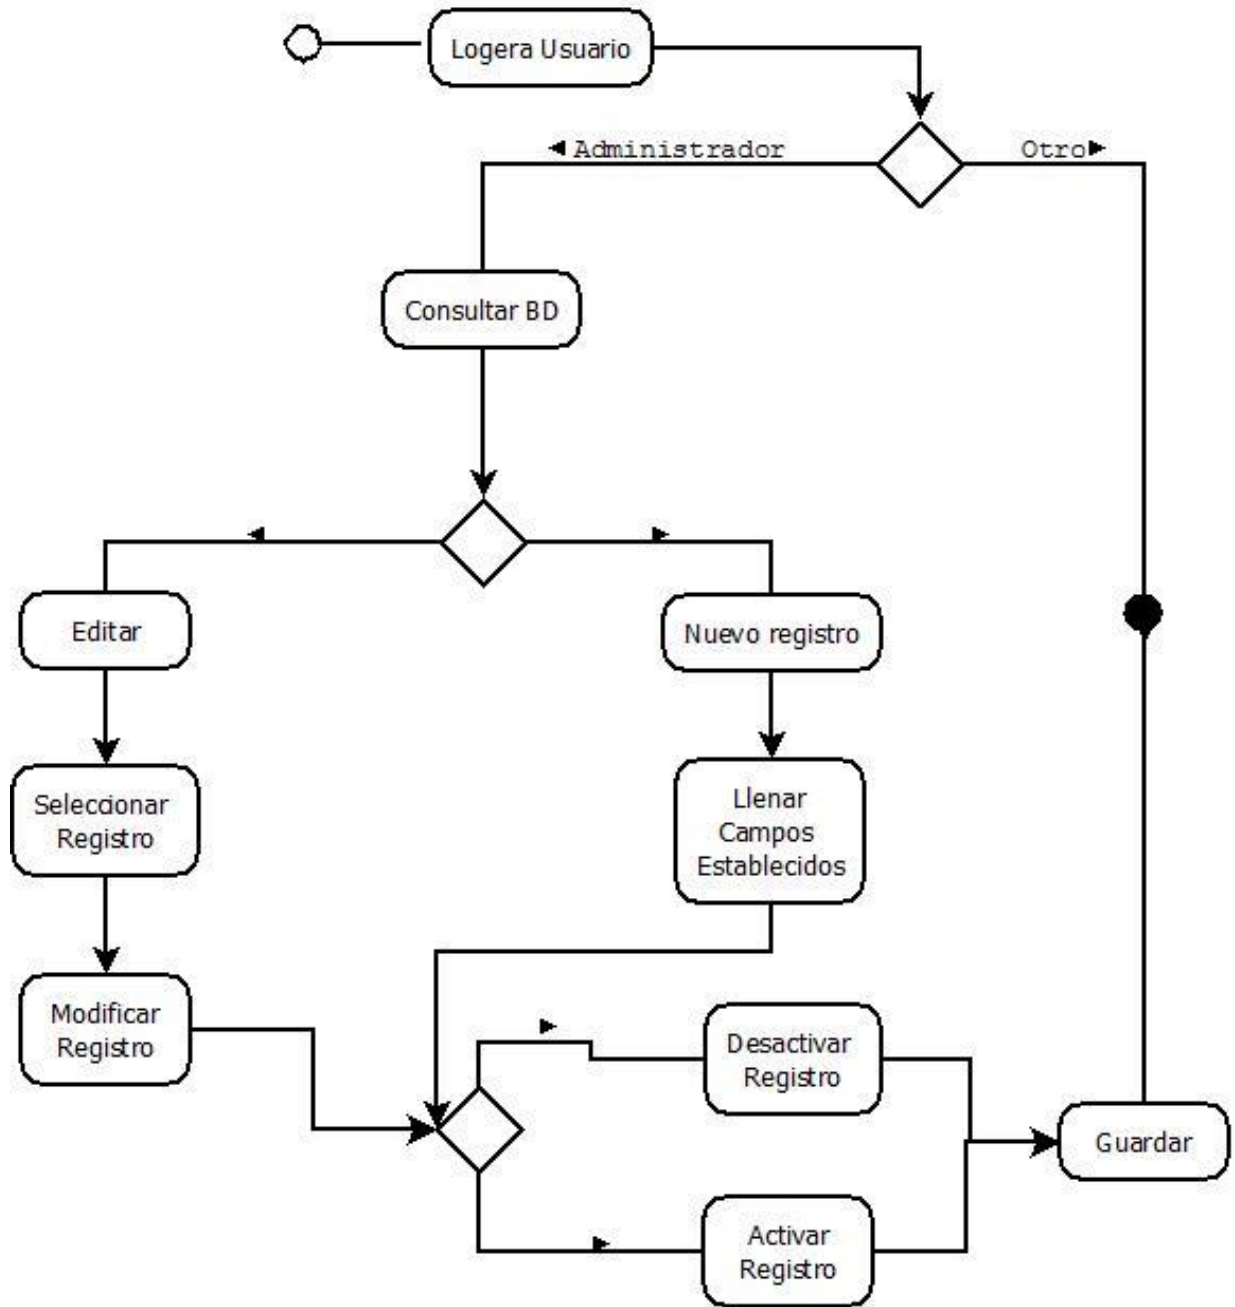 Logera Usuario
Administrador
Otro
Consultar BD
Editar
Nuevo registro
Seleccionar
Registro
Llenar
Campos
Establecidos
Modificar
Registro
Desactivar
Registro
Guardar
Activar
Registro